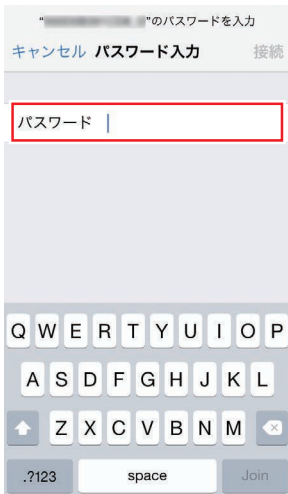 “ ”のパスワードを入力
キャンセル パスワード入力 接続
パスワード
Q W E R T Y U I O P
A S D F G H J K L
Z X C V B N M
.?123 space Join